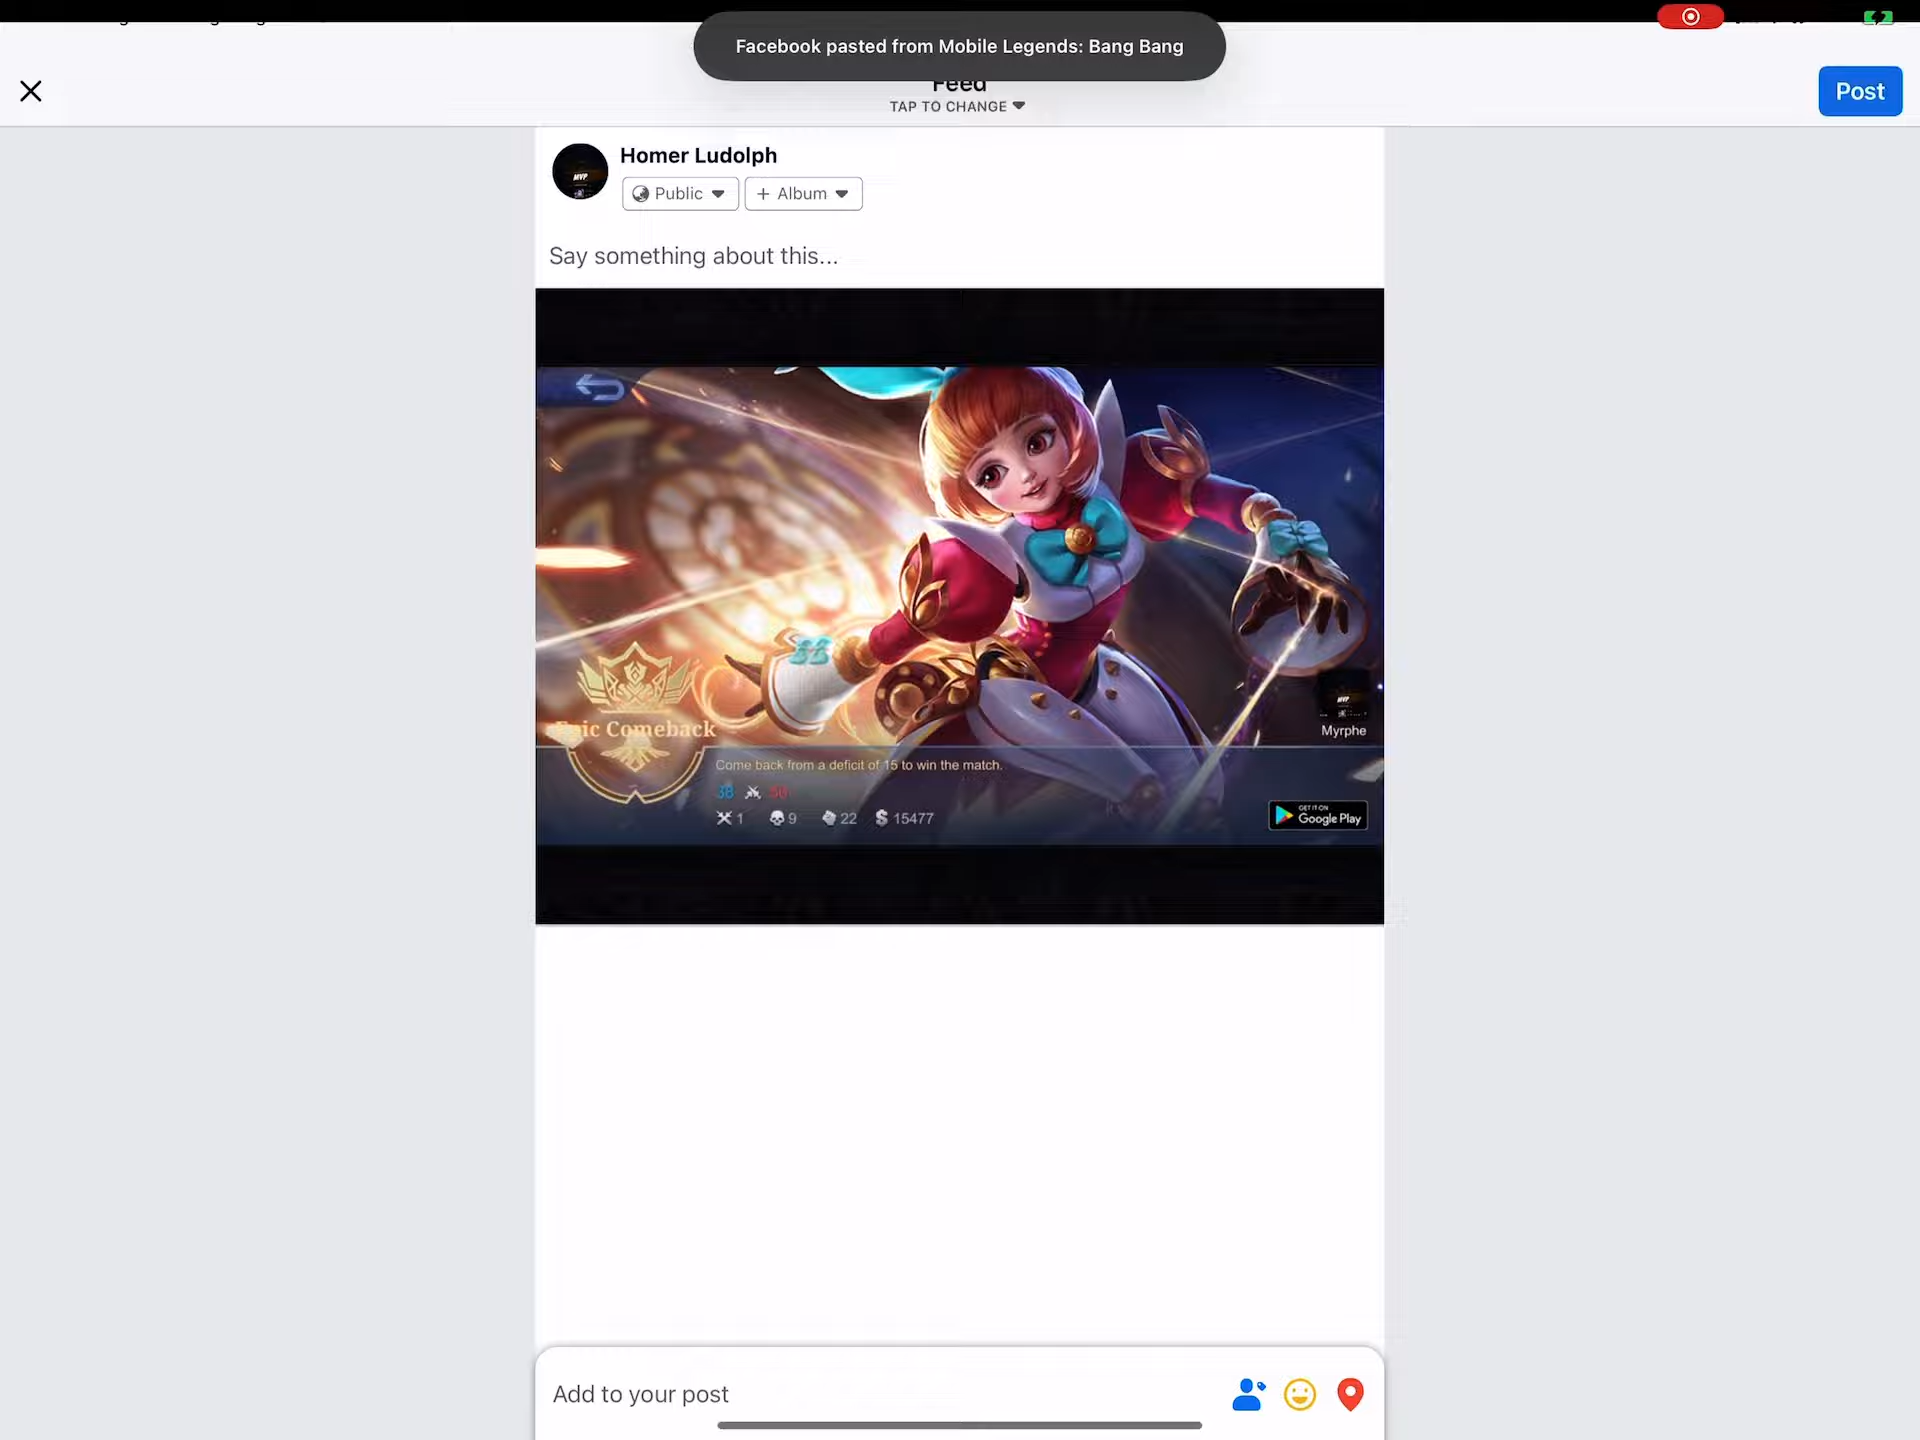 Facebook pasted from Mobile Legends: Bang Bang
Feed
TAP TO CHANGE
Post
Homer Ludolph
Public
+ Album
Say something about this...
Epic Comeback
Myrphe
Come back from a deficit of 15 to win the match.
38
1 9 22 $ 15477
GET IT ON
Google Play
MVP
Add to your post